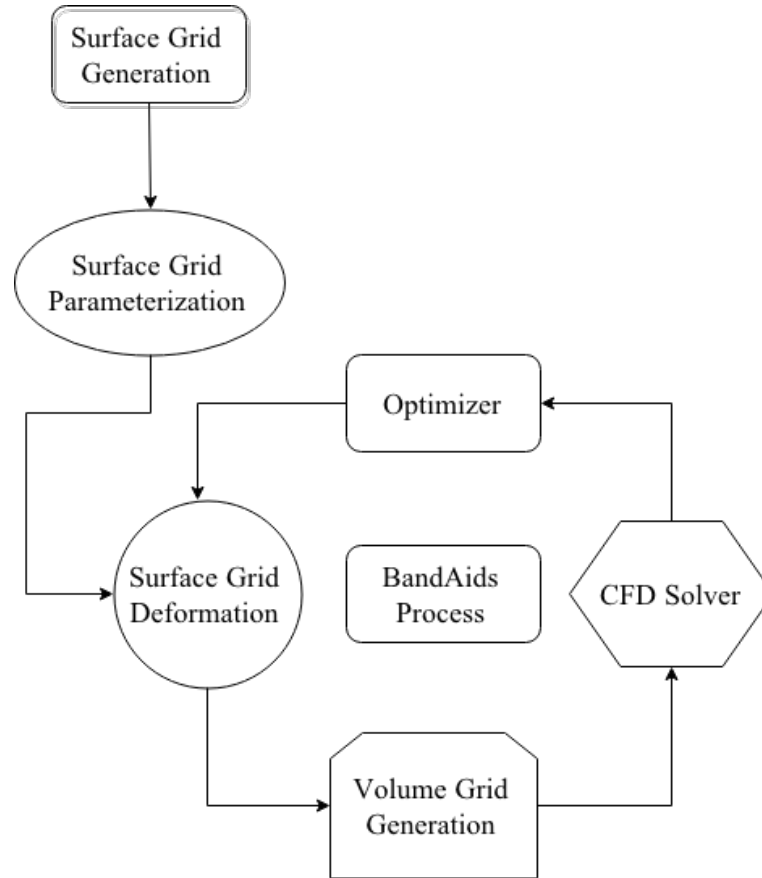 Surface Grid
Generation
Surface Grid
Parameterization
Optimizer
Surface Grid
Deformation
BandAids
Process
CFD Solver
Volume Grid
Generation